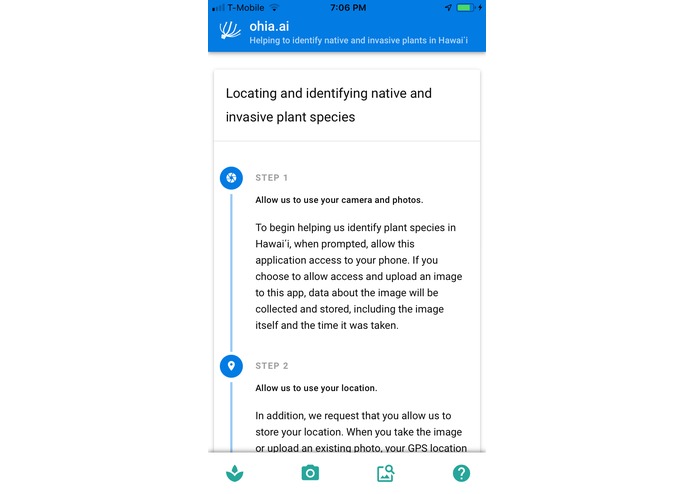 T-Mobile 7:06 PM
ohia.ai
Helping to identify native and invasive plants in Hawaiʻi
Locating and identifying native and
invasive plant species
STEP 1
Allow us to use your camera and photos.
To begin helping us identify plant species in
Hawaiʻi, when prompted, allow this
application access to your phone. If you
choose to allow access and upload an image
to this app, data about the image will be
collected and stored, including the image
itself and the time it was taken.
STEP 2
Allow us to use your location.
In addition, we request that you allow us to
store your location. When you take the image
or upload an existing photo, your GPS location